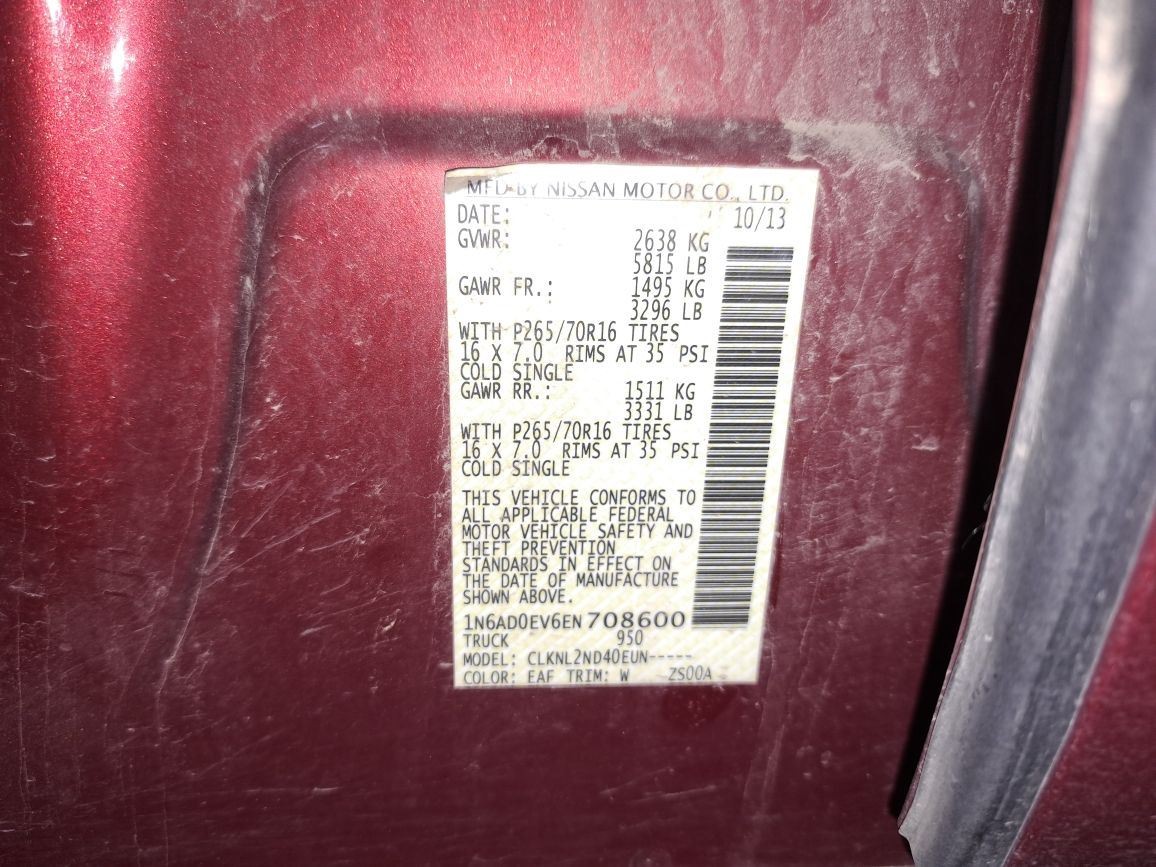 MFD BY NISSAN MOTOR CO., LTD.
DATE: 10/13
GVWR: 2638 KG
5815 LB
GAWR FR.: 1495 KG
3296 LB
WITH P265/70R16 TIRES
16 X 7.0 RIMS AT 35 PSI
COLD SINGLE
GAWR RR.: 1511 KG
3331 LB
WITH P265/70R16 TIRES
16 X 7.0 RIMS AT 35 PSI
COLD SINGLE
THIS VEHICLE CONFORMS TO
ALL APPLICABLE FEDERAL
MOTOR VEHICLE SAFETY AND
THEFT PREVENTION
STANDARDS IN EFFECT ON
THE DATE OF MANUFACTURE
SHOWN ABOVE.
1N6AD0EV6EN708600
TRUCK 950
MODEL: CLKNL2ND40EUN-----
COLOR: EAF TRIM: W ZS00A